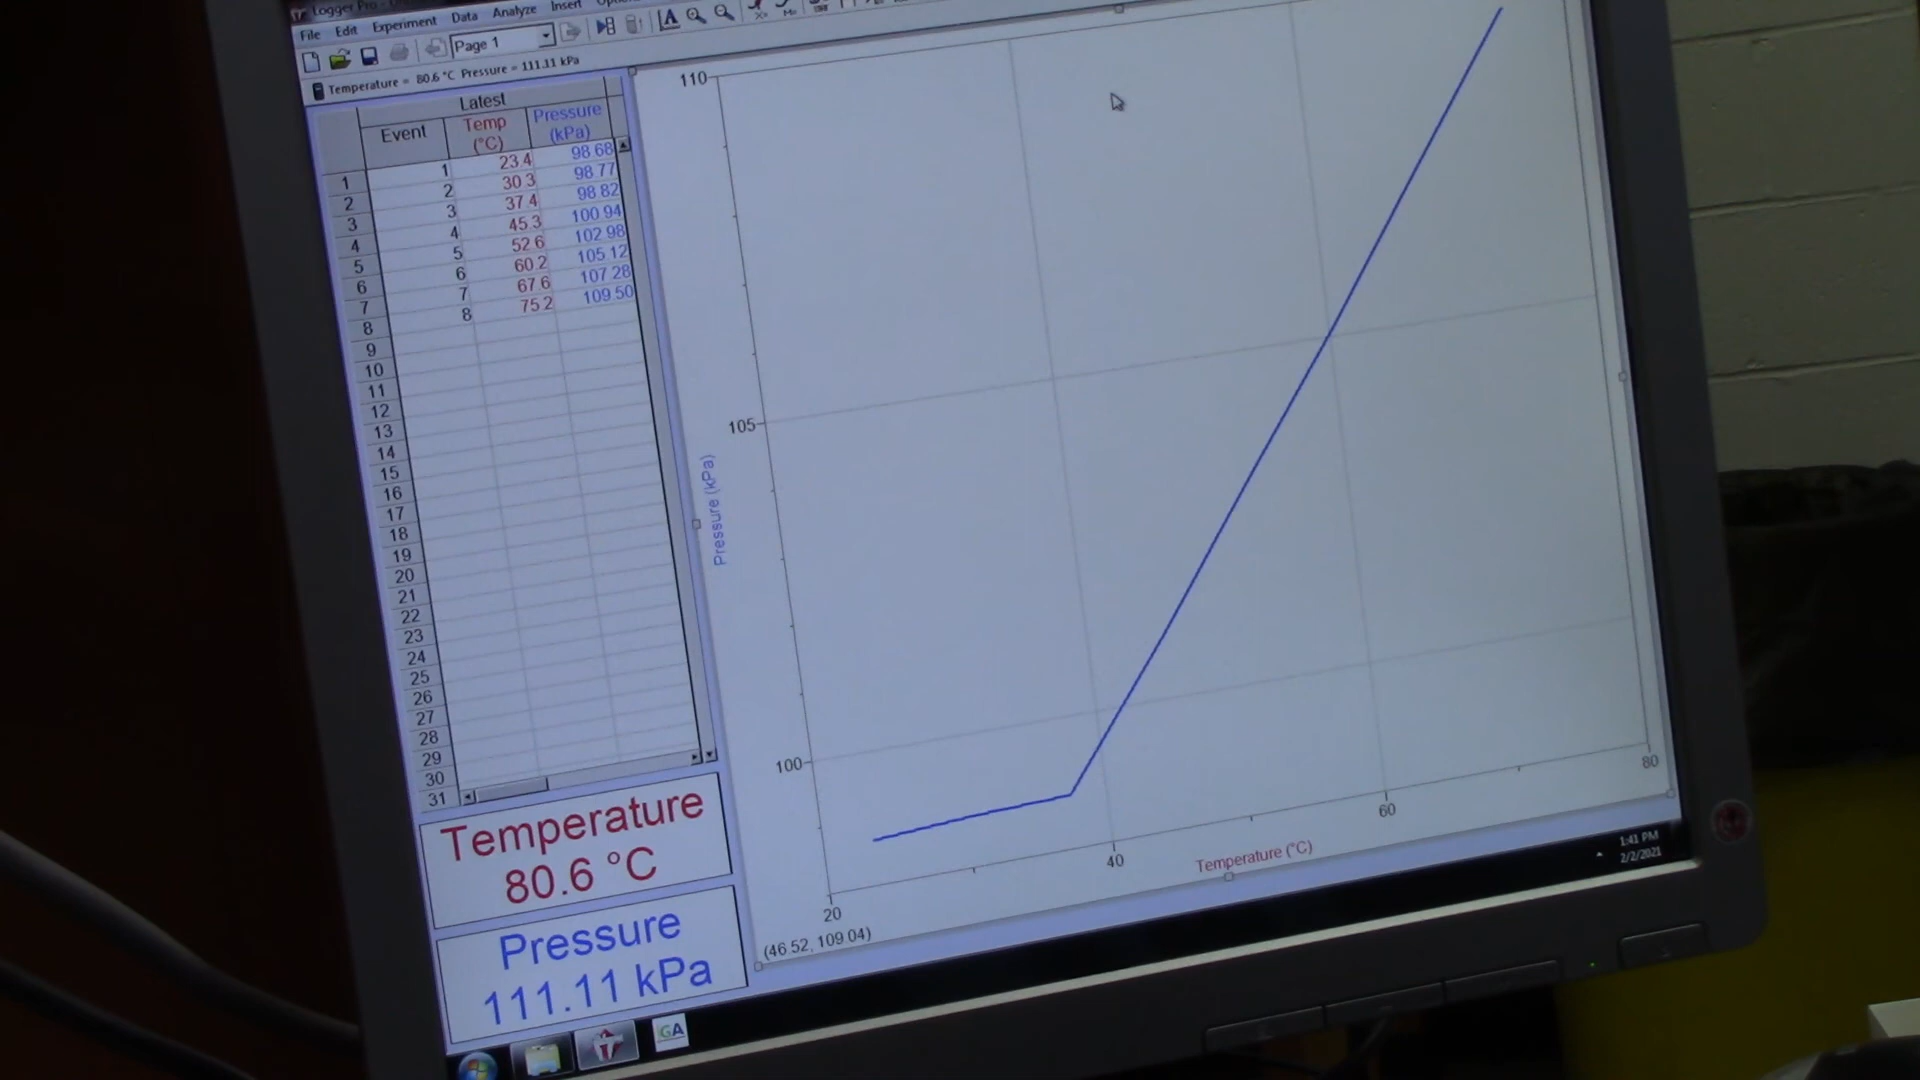 Logger Pro -
File Edit Experiment Data Analyze Insert
Page 1
Temperature = 80.6 °C Pressure = 111.11 kPa
Latest
Event Temp (°C) Pressure (kPa)
1 1 23.4 98.68
2 2 30.3 98.77
3 3 37.4 98.82
4 4 45.3 100.94
5 5 52.6 102.98
6 6 60.2 105.12
7 7 67.6 107.28
8 8 75.2 109.50
9
10
11
12
13
14
15
16
17
18
19
20
21
22
23
24
25
26
27
28
29
30
31
Temperature
80.6 °C
Pressure
111.11 kPa
110
105
100
Pressure (kPa)
20 40 60 80
Temperature (°C)
(46.52, 109.04)
GA
1:41 PM
2/2/2021